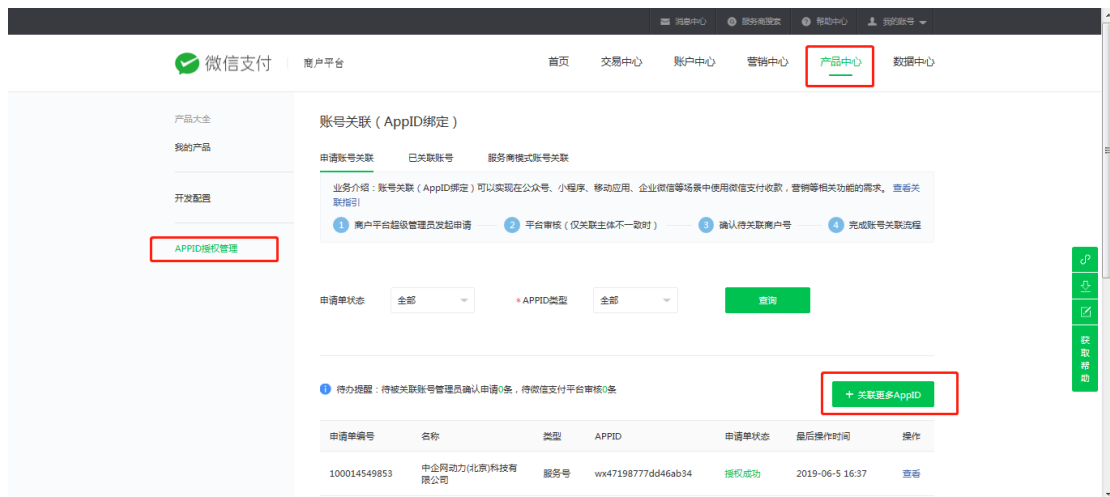 消息中心 服务商搜索 帮助中心 我的账号
微信支付 商户平台 首页 交易中心 账户中心 营销中心 产品中心 数据中心
产品大全
我的产品
开发配置
APPID授权管理
账号关联（AppID绑定）
申请账号关联 已关联账号 服务商模式账号关联
业务介绍：账号关联（AppID绑定）可以实现在公众号、小程序、移动应用、企业微信等场景中使用微信支付收款，营销等相关功能的需求。 查看关
联指引
1 商户平台超级管理员发起申请 2 平台审核（仅关联主体不一致时） 3 确认待关联商户号 4 完成账号关联流程
申请单状态 全部 *APPID类型 全部 查询
获取帮助
待办提醒：待被关联账号管理员确认申请0条，待微信支付平台审核0条
+ 关联更多AppID
申请单编号 名称 类型 APPID 申请单状态 最后操作时间 操作
100014549853 中企网动力(北京)科技有限公司 服务号 wx47198777dd46ab34 授权成功 2019-06-5 16:37 查看